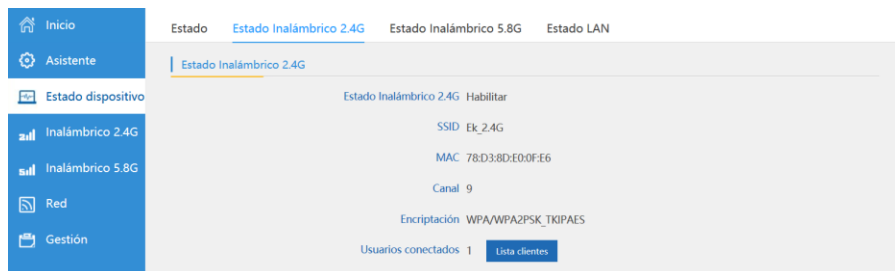 Inicio
Asistente
Estado dispositivo
Inalámbrico 2.4G
Inalámbrico 5.8G
Red
Gestión
Estado Estado Inalámbrico 2.4G Estado Inalámbrico 5.8G Estado LAN
Estado Inalámbrico 2.4G
Estado Inalámbrico 2.4G Habilitar
SSID Ek_2.4G
MAC 78:D3:8D:E0:0F:E6
Canal 9
Encriptación WPA/WPA2PSK_TKIPAES
Usuarios conectados 1 Lista clientes